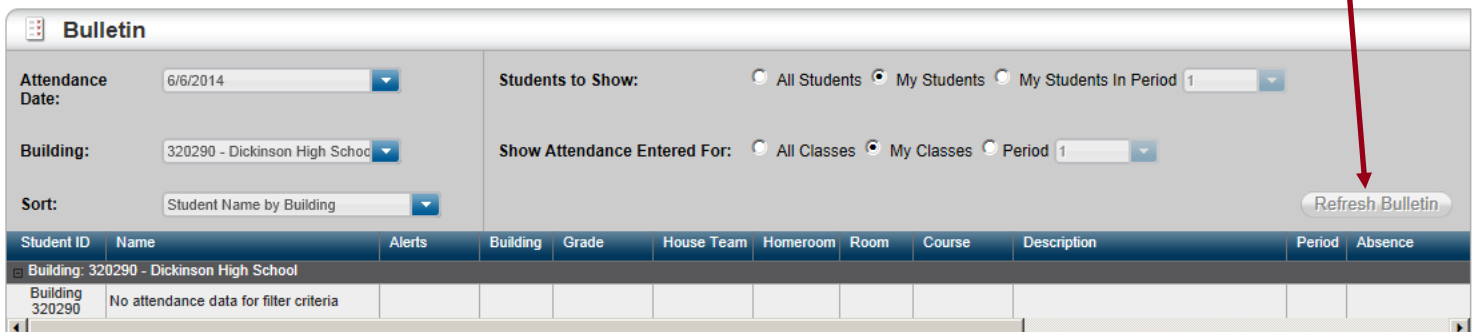 Bulletin
Attendance Date: 6/6/2014 Students to Show: All Students My Students My Students In Period 1
Building: 320290 - Dickinson High Schoo Show Attendance Entered For: All Classes My Classes Period 1
Sort: Student Name by Building Refresh Bulletin
Student ID Name Alerts Building Grade House Team Homeroom Room Course Description Period Absence
Building: 320290 - Dickinson High School
Building 320290 No attendance data for filter criteria